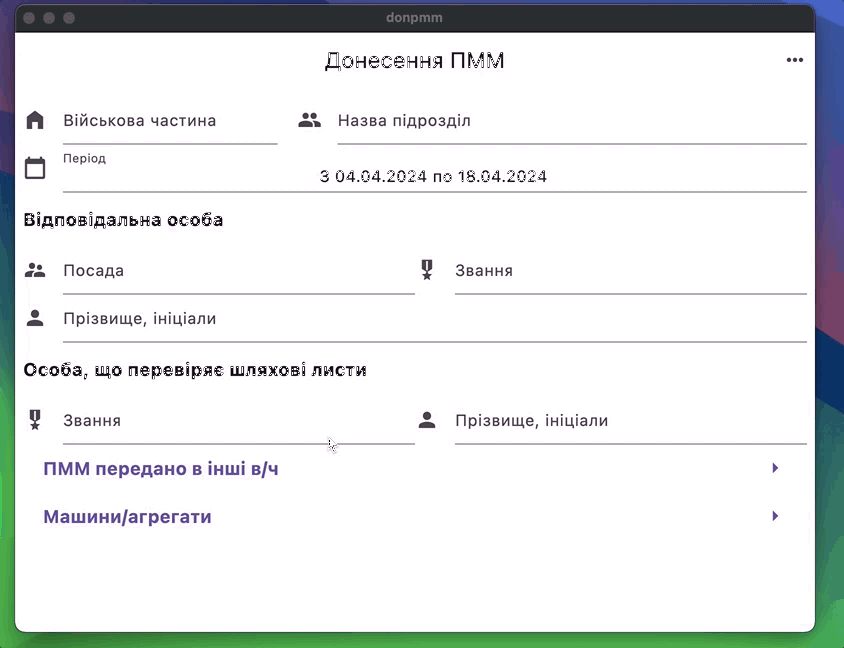 donpmm
Донесення ПММ
Військова частина Назва підрозділ
Період
З 04.04.2024 по 18.04.2024
Відповідальна особа
Посада Звання
Прізвище, ініціали
Особа, що перевіряє шляхові листи
Звання Прізвище, ініціали
ПММ передано в інші в/ч
Машини/агрегати